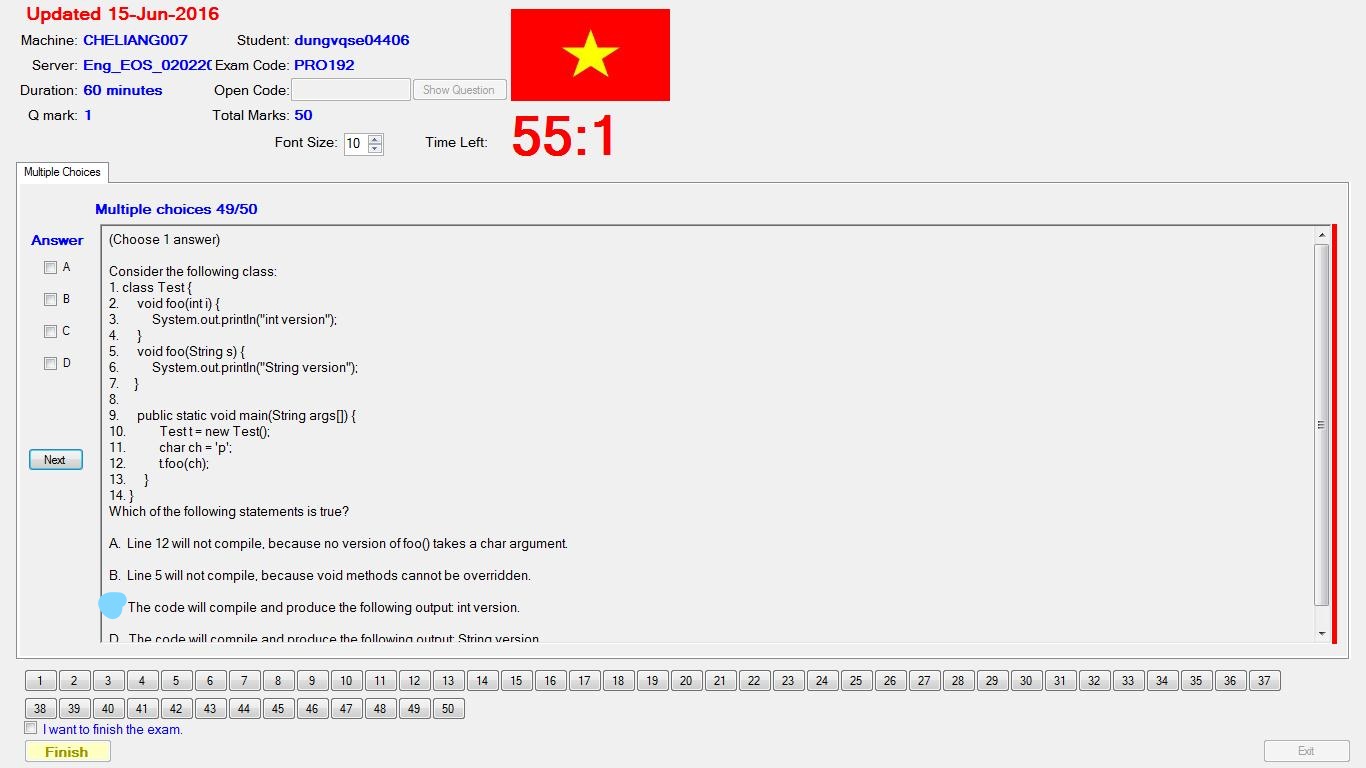 Updated 15-Jun-2016
Machine: CHELIANG007 Student: dungvqse04406
Server: Eng_EOS_02022 Exam Code: PRO192
Duration: 60 minutes Open Code: Show Question
Q mark: 1 Total Marks: 50
Font Size: 10 Time Left: 55:1
Multiple Choices
Multiple choices 49/50
Answer
A
B
C
D
Next
(Choose 1 answer)
Consider the following class:
1. class Test {
2. void foo(int i) {
3. System.out.println("int version");
4. }
5. void foo(String s) {
6. System.out.println("String version");
7. }
8.
9. public static void main(String args[]) {
10. Test t = new Test();
11. char ch = 'p';
12. t.foo(ch);
13. }
14. }
Which of the following statements is true?
A. Line 12 will not compile, because no version of foo() takes a char argument.
B. Line 5 will not compile, because void methods cannot be overridden.
The code will compile and produce the following output: int version.
D. The code will compile and produce the following output: String version.
1 2 3 4 5 6 7 8 9 10 11 12 13 14 15 16 17 18 19 20 21 22 23 24 25 26 27 28 29 30 31 32 33 34 35 36 37
38 39 40 41 42 43 44 45 46 47 48 49 50
I want to finish the exam.
Finish Exit